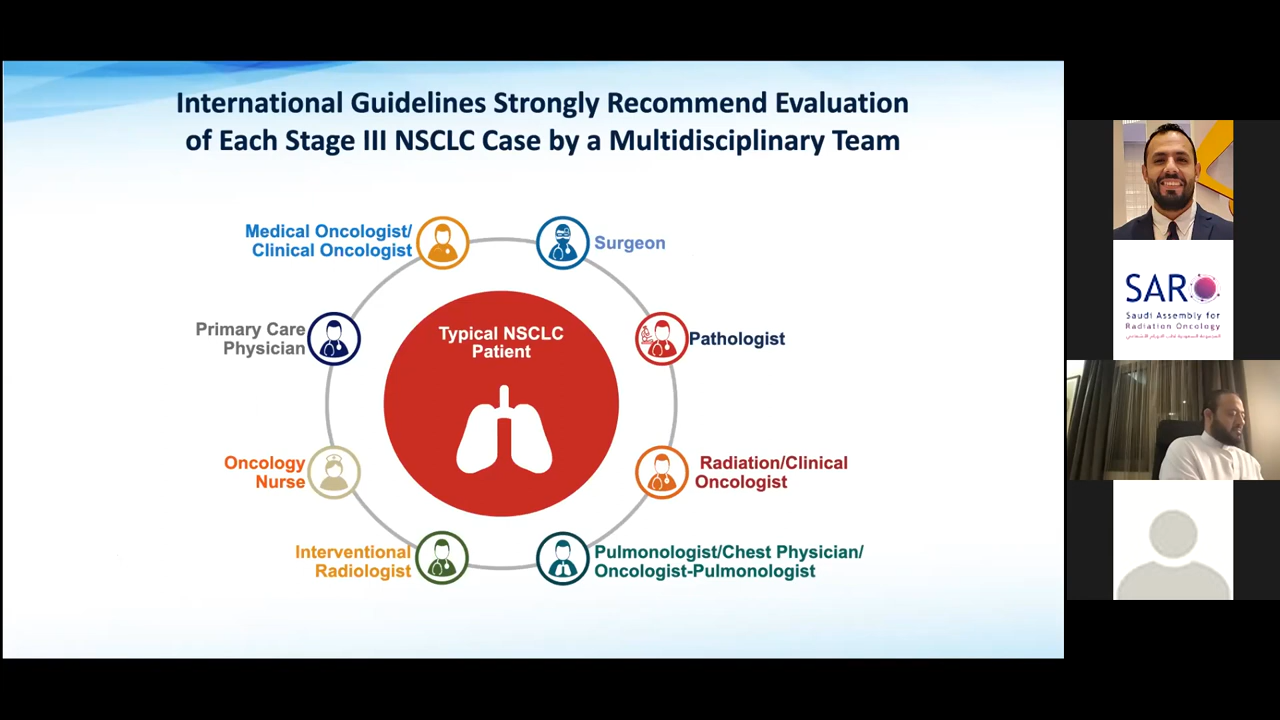 International Guidelines Strongly Recommend Evaluation
of Each Stage III NSCLC Case by a Multidisciplinary Team
Medical Oncologist/
Clinical Oncologist
Surgeon
Primary Care
Physician
Typical NSCLC
Patient
Pathologist
Oncology
Nurse
Radiation/Clinical
Oncologist
Interventional
Radiologist
Pulmonologist/Chest Physician/
Oncologist-Pulmonologist
SAR
Saudi Assembly for
Radiation Oncology